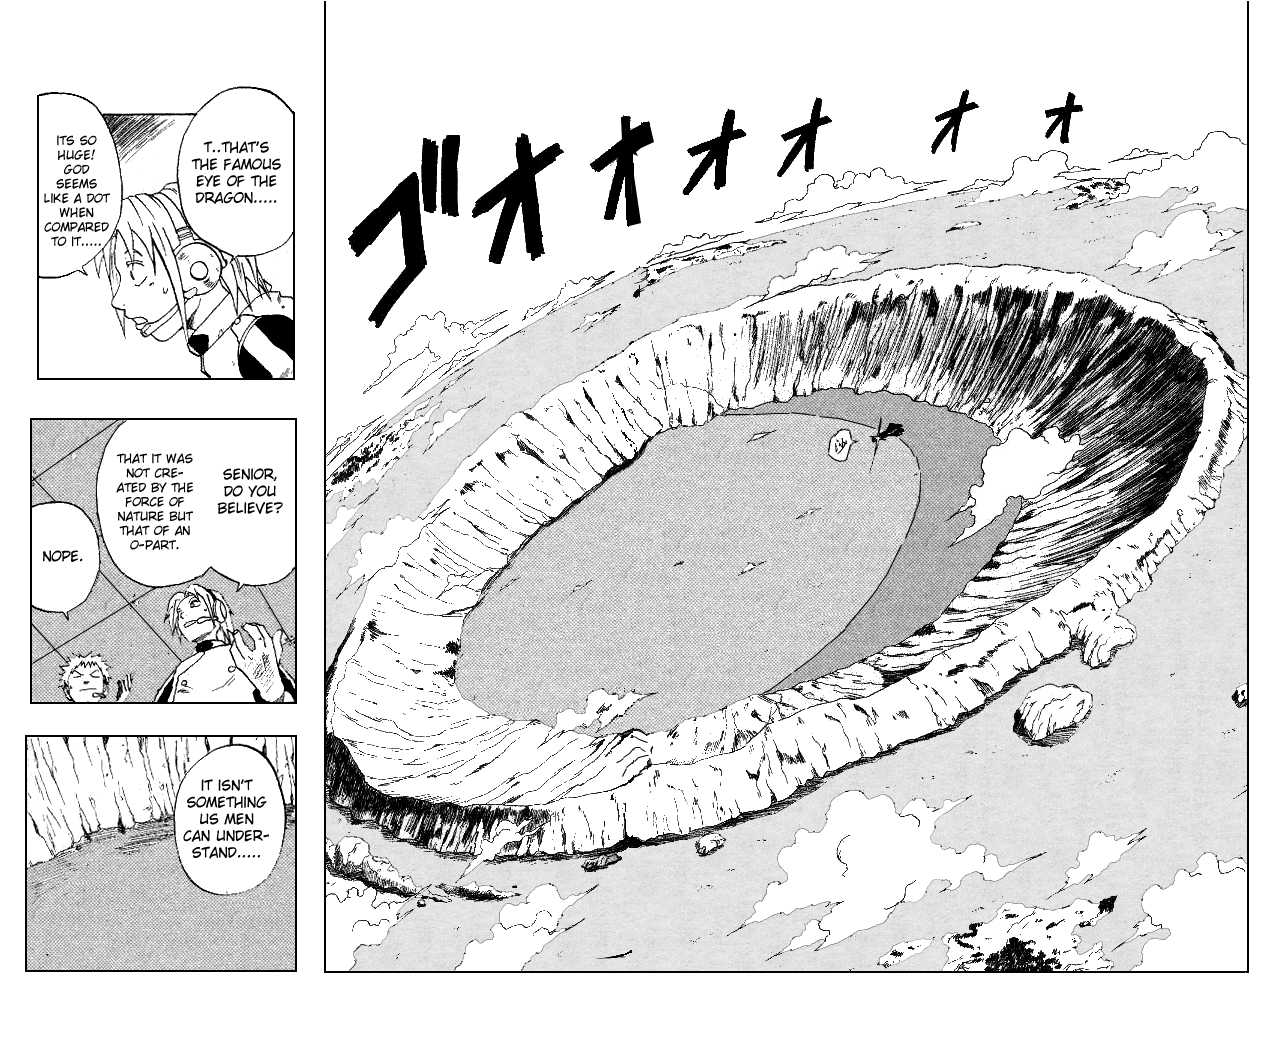 ゴオオオオオオ
T..THAT'S
THE FAMOUS
EYE OF THE
DRAGON.....
ITS SO
HUGE!
GOD
SEEMS
LIKE A DOT
WHEN
COMPARED
TO IT.....
SENIOR,
DO YOU
BELIEVE?
THAT IT WAS
NOT CRE-
ATED BY THE
FORCE OF
NATURE BUT
THAT OF AN
O-PART.
NOPE.
IT ISN'T
SOMETHING
US MEN
CAN UNDER-
STAND.....